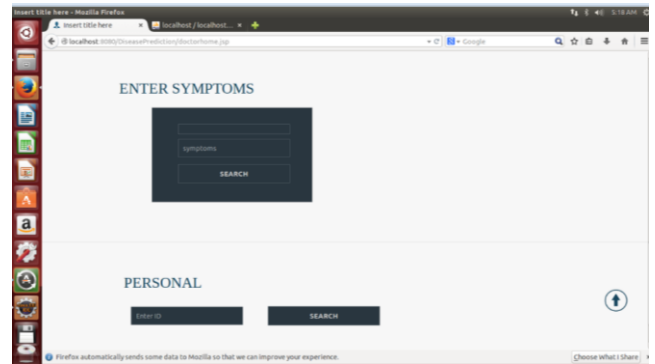 Insert title here - Mozilla Firefox
5:18 AM
Insert title here × localhost / localhost... ×
localhost:8080/DiseasePrediction/doctorhome.jsp
Google
ENTER SYMPTOMS
symptoms
SEARCH
PERSONAL
Enter ID
SEARCH
Firefox automatically sends some data to Mozilla so that we can improve your experience.
Choose What I Share